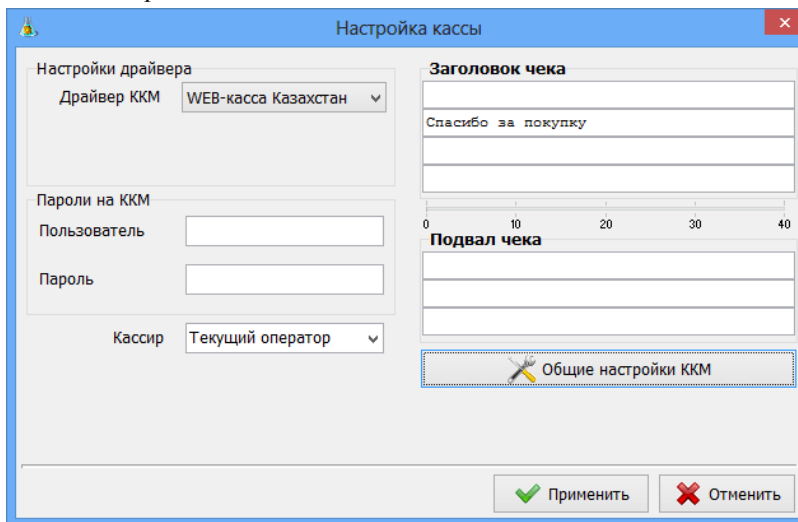 Настройка кассы
Настройки драйвера
Драйвер ККМ
WEB-касса Казахстан
Пароли на ККМ
Пользователь
Пароль
Кассир
Текущий оператор
Заголовок чека
Спасибо за покупку
0 10 20 30 40
Подвал чека
Общие настройки ККМ
Применить
Отменить